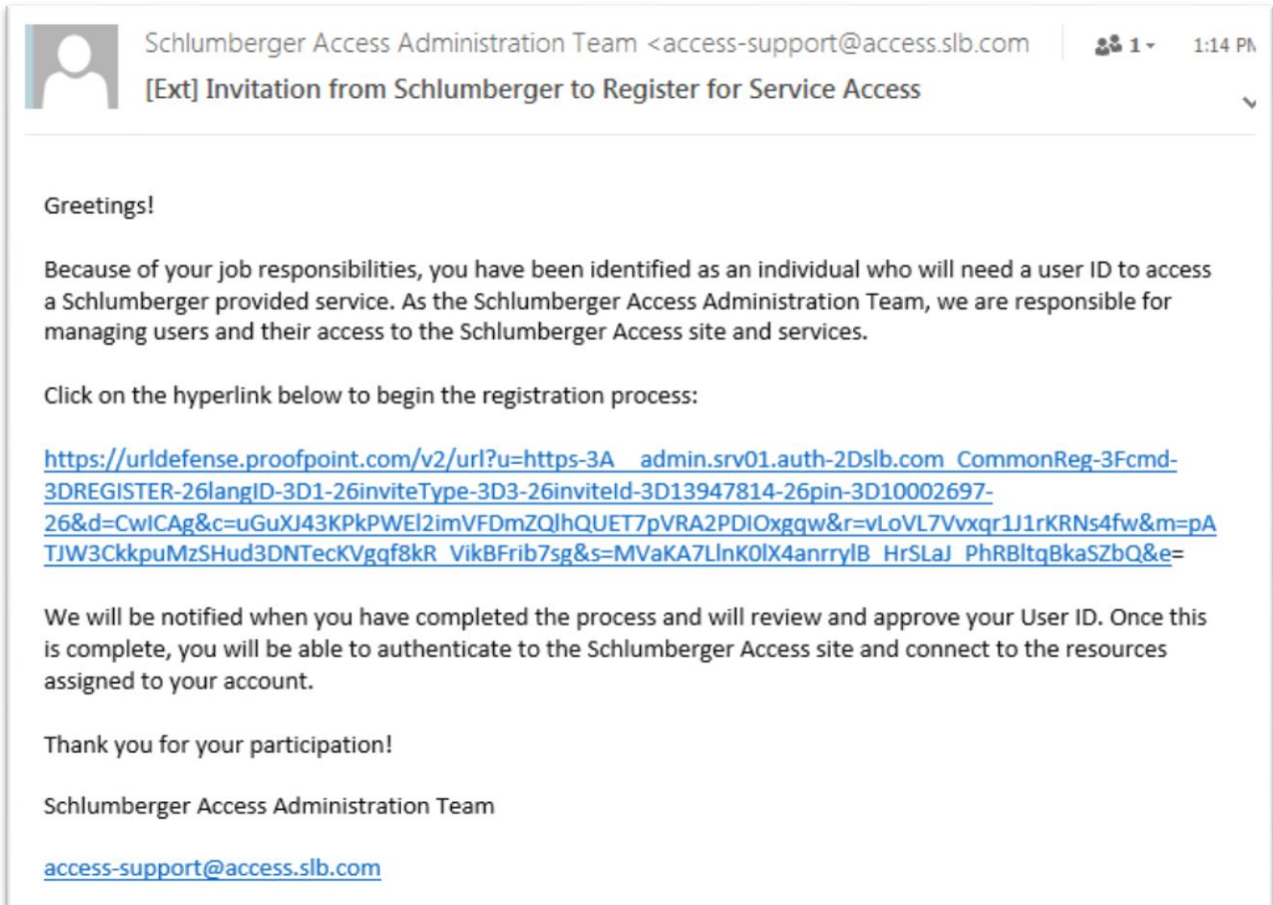 Schlumberger Access Administration Team <access-support@access.slb.com
1
1:14 PM
[Ext] Invitation from Schlumberger to Register for Service Access
Greetings!
Because of your job responsibilities, you have been identified as an individual who will need a user ID to access
a Schlumberger provided service. As the Schlumberger Access Administration Team, we are responsible for
managing users and their access to the Schlumberger Access site and services.
Click on the hyperlink below to begin the registration process:
https://urldefense.proofpoint.com/v2/url?u=https-3A__admin.srv01.auth-2Dslb.com_CommonReg-3Fcmd-
3DREGISTER-26langID-3D1-26inviteType-3D3-26inviteId-3D13947814-26pin-3D10002697-
26&d=CwICAg&c=uGuXJ43KPkPWEl2imVFDmZQlhQUET7pVRA2PDIOxgqw&r=vLoVL7Vvxqr1J1rKRNs4fw&m=pA
TJW3CkkpuMzSHud3DNTecKVgqf8kR_VikBFrib7sg&s=MVaKA7LlnK0lX4anrrylB_HrSLaJ_PhRBltqBkaSZbQ&e=
We will be notified when you have completed the process and will review and approve your User ID. Once this
is complete, you will be able to authenticate to the Schlumberger Access site and connect to the resources
assigned to your account.
Thank you for your participation!
Schlumberger Access Administration Team
access-support@access.slb.com